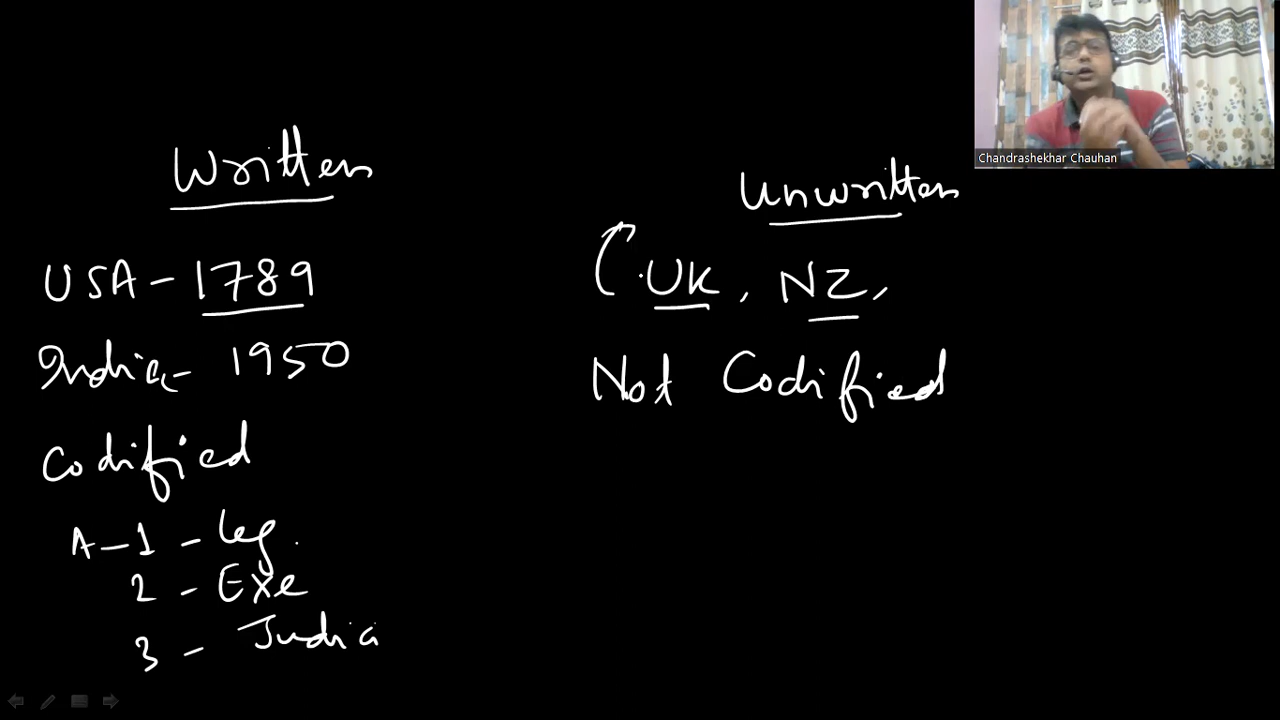 Chandrashekhar Chauhan
Written
USA - 1789
India - 1950
Codified
A - 1 - Leg.
2 - Exe
3 - Judici
Unwritten
UK, NZ,
Not Codified